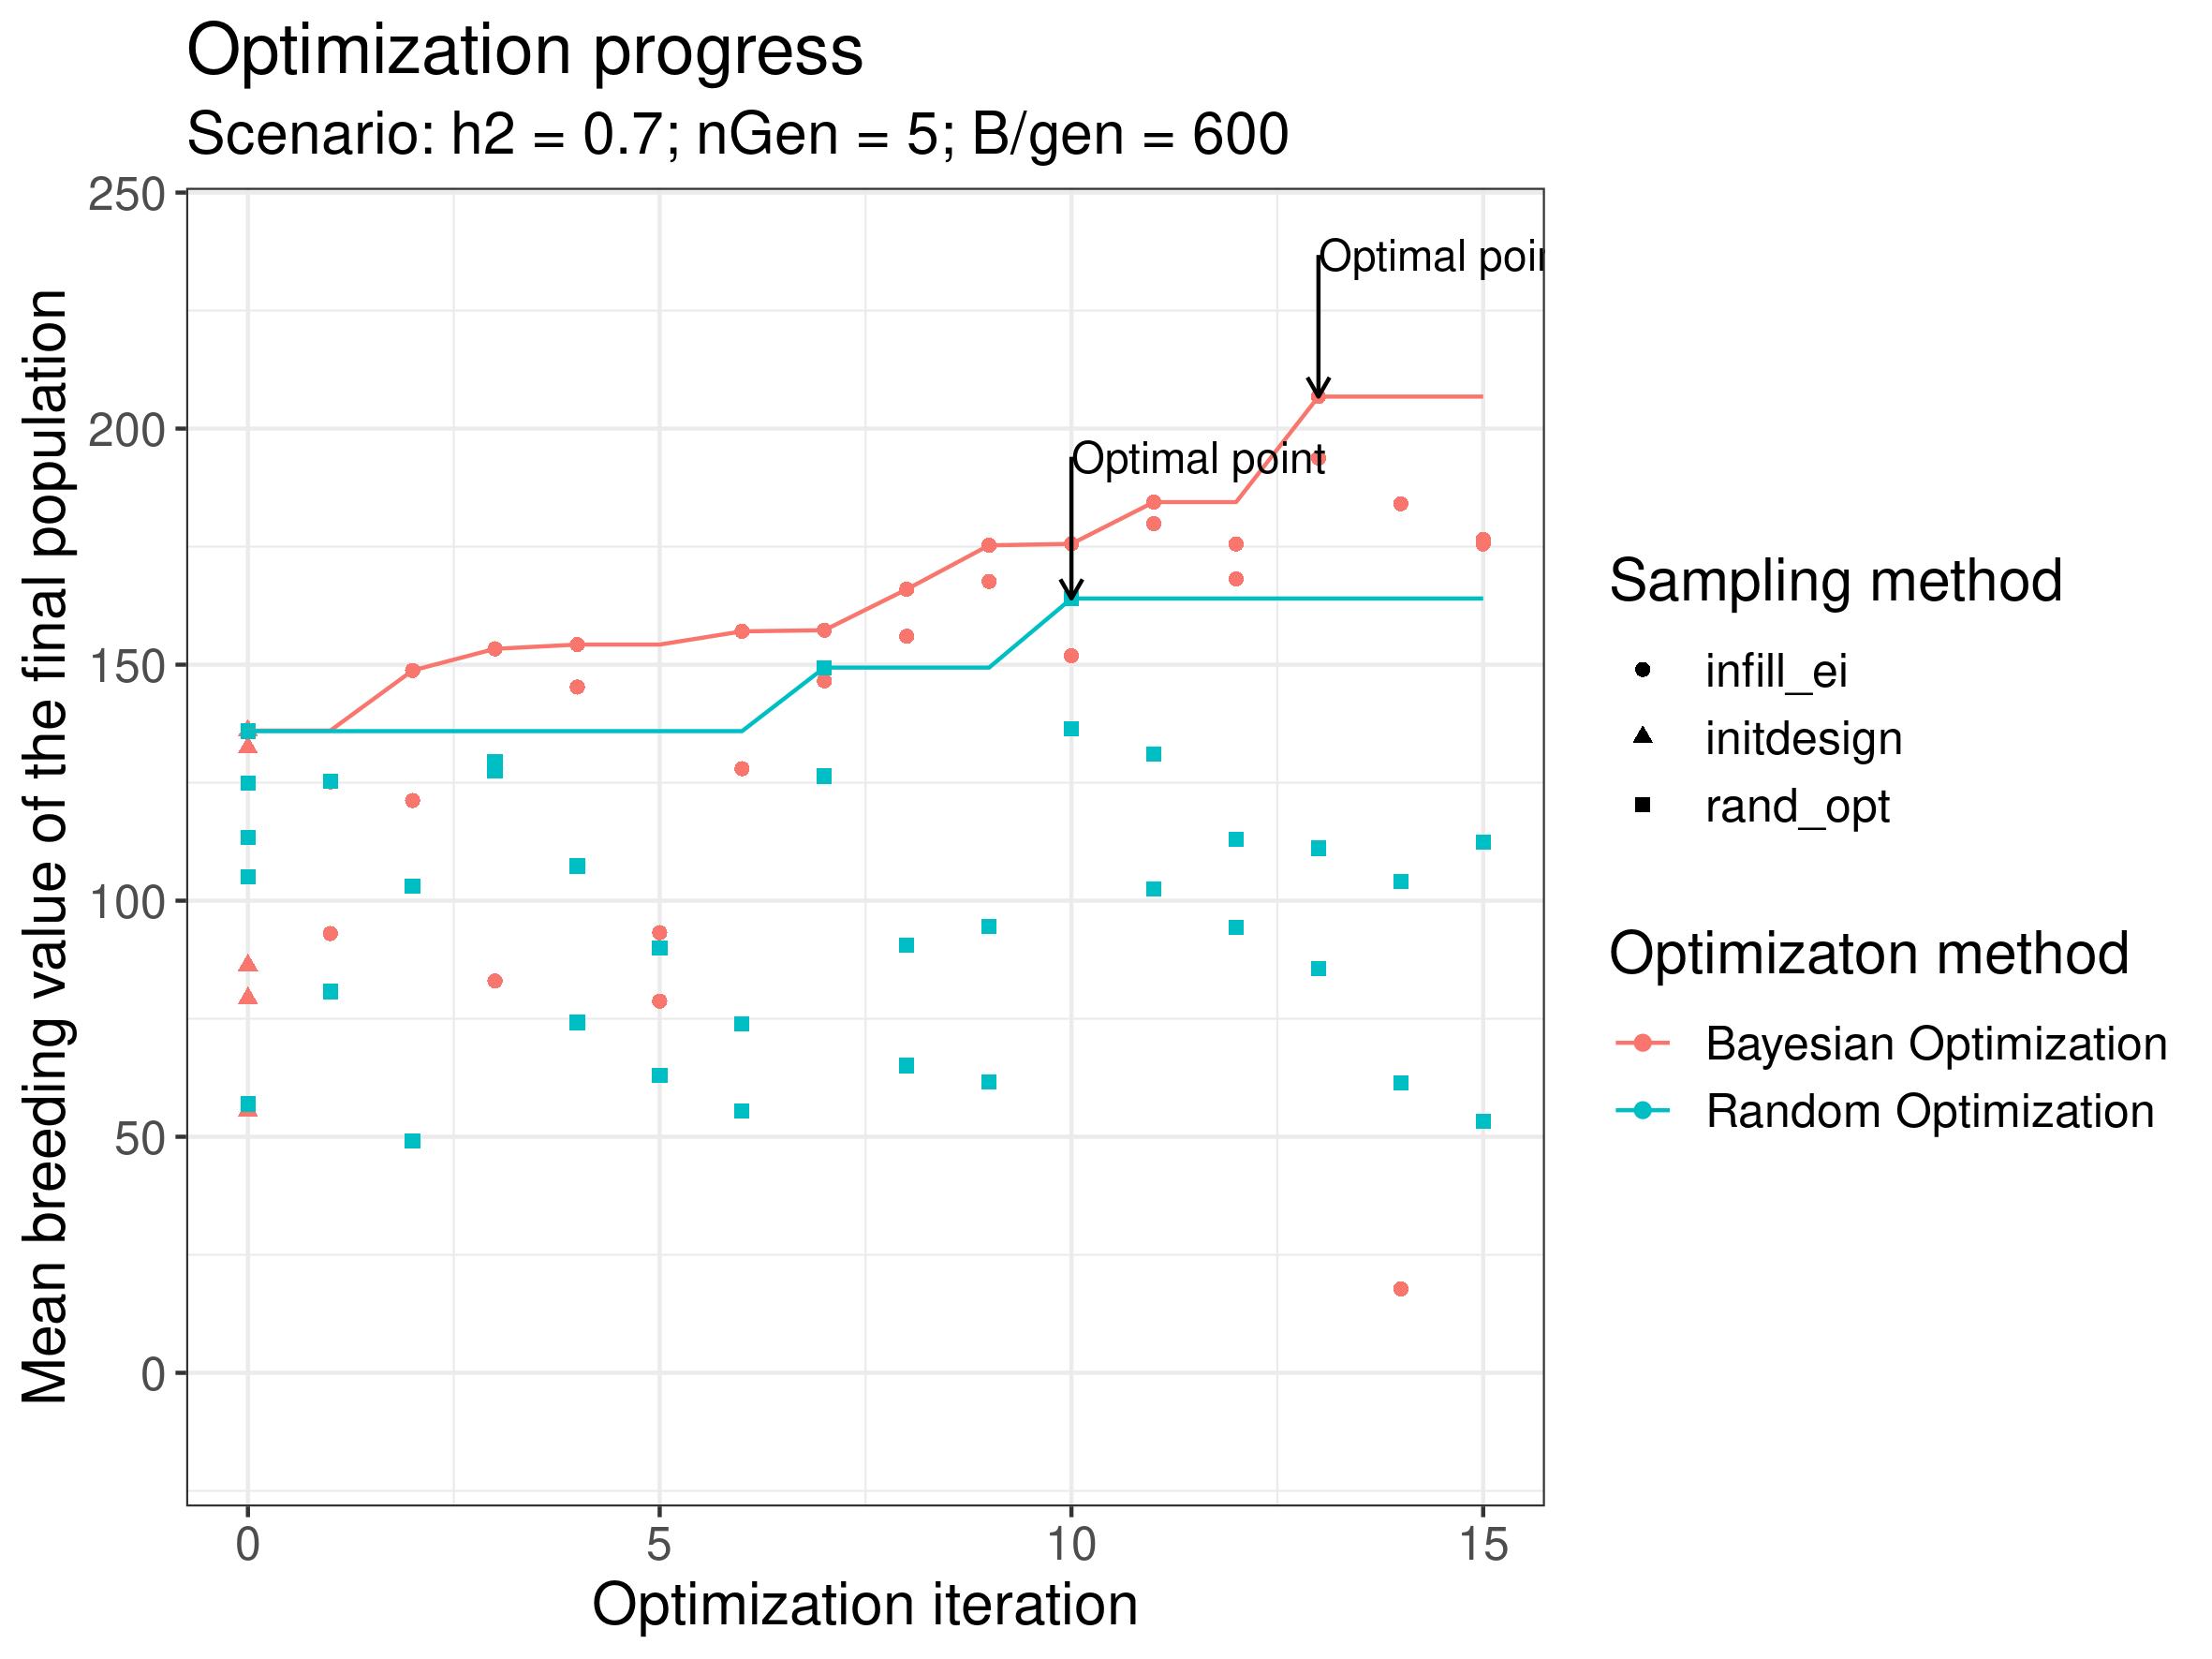 Optimization progress
Scenario: h2 = 0.7; nGen = 5; B/gen = 600
Mean breeding value of the final population
250
200
150
100
50
0
Optimal poin
Optimal point
0
5
10
15
Optimization iteration
Sampling method
infill_ei
initdesign
rand_opt
Optimizaton method
Bayesian Optimization
Random Optimization